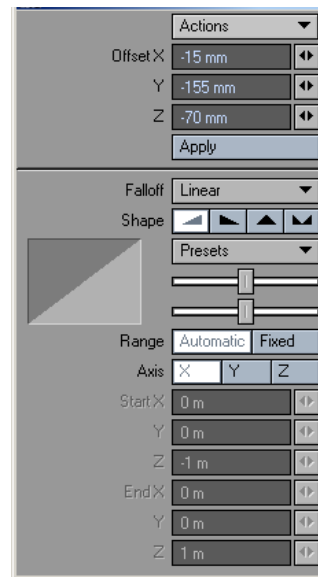 Actions
Offset X -15 mm
Y -155 mm
Z -70 mm
Apply
Falloff Linear
Shape
Presets
Range Automatic Fixed
Axis X Y Z
Start X 0 m
Y 0 m
Z -1 m
End X 0 m
Y 0 m
Z 1 m